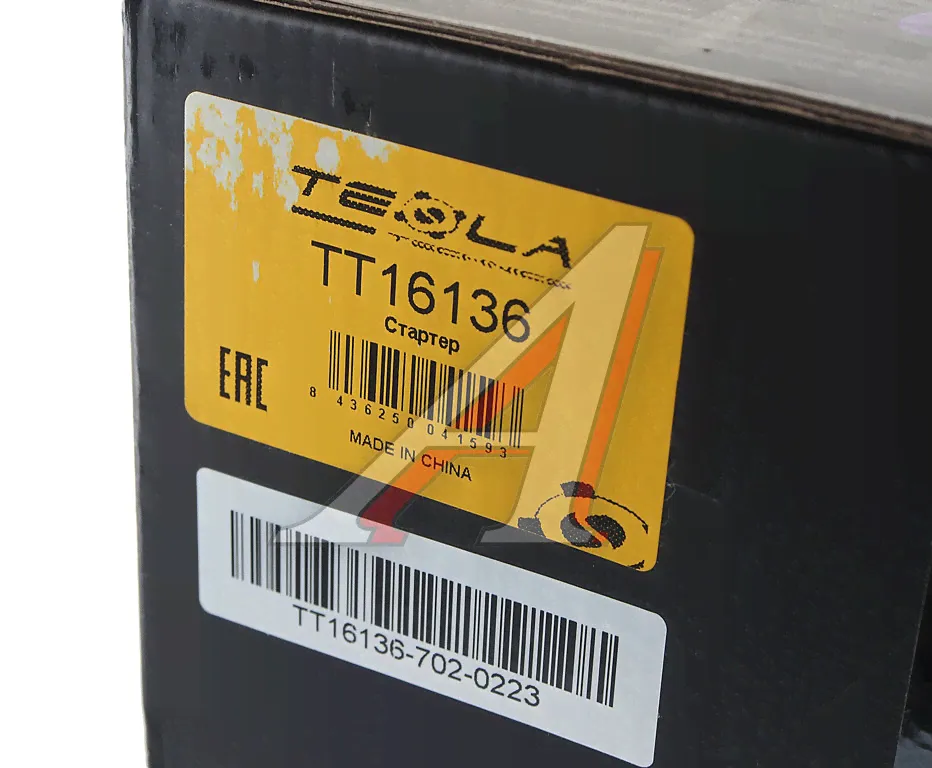 TESLA
TT16136
Стартер
EAC
8 436250 041593
MADE IN CHINA
TT16136-702-0223